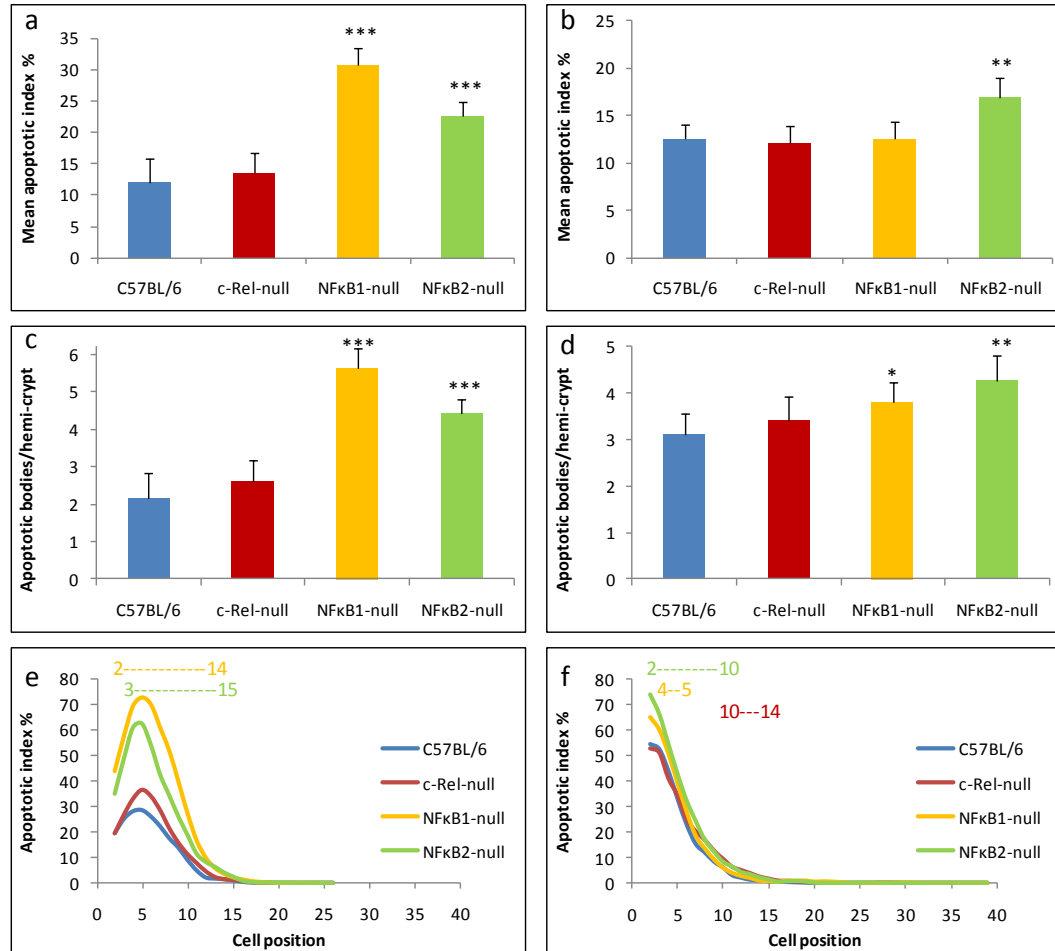 a
***
***
35
30
25
20
15
10
5
0
Mean apoptotic index %
C57BL/6 c-Rel-null NFκB1-null NFκB2-null
b
**
25
20
15
10
5
0
Mean apoptotic index %
C57BL/6 c-Rel-null NFκB1-null NFκB2-null
c
***
***
6
5
4
3
2
1
0
Apoptotic bodies/hemi-crypt
C57BL/6 c-Rel-null NFκB1-null NFκB2-null
d
*
**
5
4
3
2
1
0
Apoptotic bodies/hemi-crypt
C57BL/6 c-Rel-null NFκB1-null NFκB2-null
e
2------------14
3------------15
80
70
60
50
40
30
20
10
0
Apoptotic index %
C57BL/6
c-Rel-null
NFκB1-null
NFκB2-null
0 5 10 15 20 25 30 35 40
Cell position
f
2----------10
4--5
10---14
80
70
60
50
40
30
20
10
0
Apoptotic index %
C57BL/6
c-Rel-null
NFκB1-null
NFκB2-null
0 5 10 15 20 25 30 35 40
Cell position